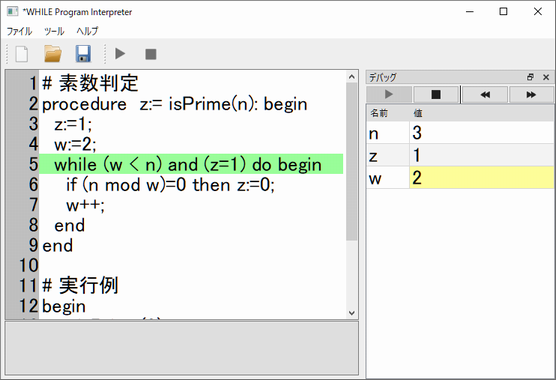 *WHILE Program Interpreter
ファイル ツール ヘルプ
1 # 素数判定
2 procedure z:= isPrime(n): begin
3 z:=1;
4 w:=2;
5 while (w < n) and (z=1) do begin
6 if (n mod w)=0 then z:=0;
7 w++;
8 end
9 end
10
11 # 実行例
12 begin
デバッグ
名前 値
n 3
z 1
w 2